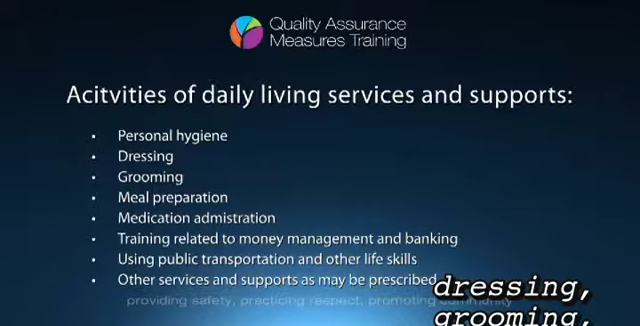 Quality Assurance
Measures Training
Acitvities of daily living services and supports:
• Personal hygiene
• Dressing
• Grooming
• Meal preparation
• Medication admistration
• Training related to money management and banking
• Using public transportation and other life skills
• Other services and supports as may be prescribed
providing safety, practicing respect, promoting community
dressing,
grooming,